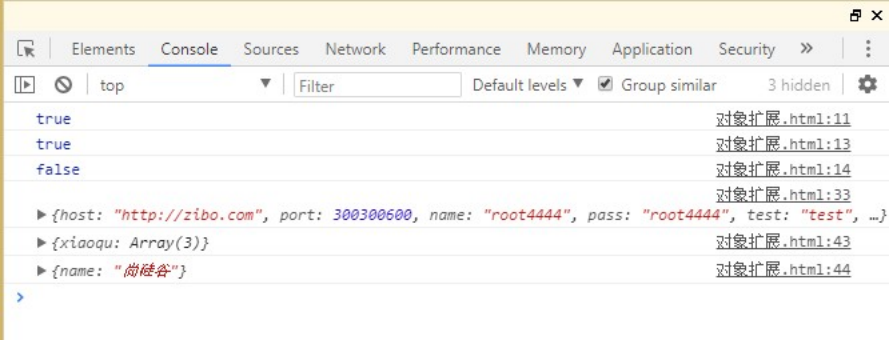 Elements Console Sources Network Performance Memory Application Security »
top Filter Default levels Group similar 3 hidden
true 对象扩展.html:11
true 对象扩展.html:13
false 对象扩展.html:14
对象扩展.html:33
{host: "http://zibo.com", port: 300300600, name: "root4444", pass: "root4444", test: "test", …}
{xiaoqu: Array(3)} 对象扩展.html:43
{name: "尚硅谷"} 对象扩展.html:44
>